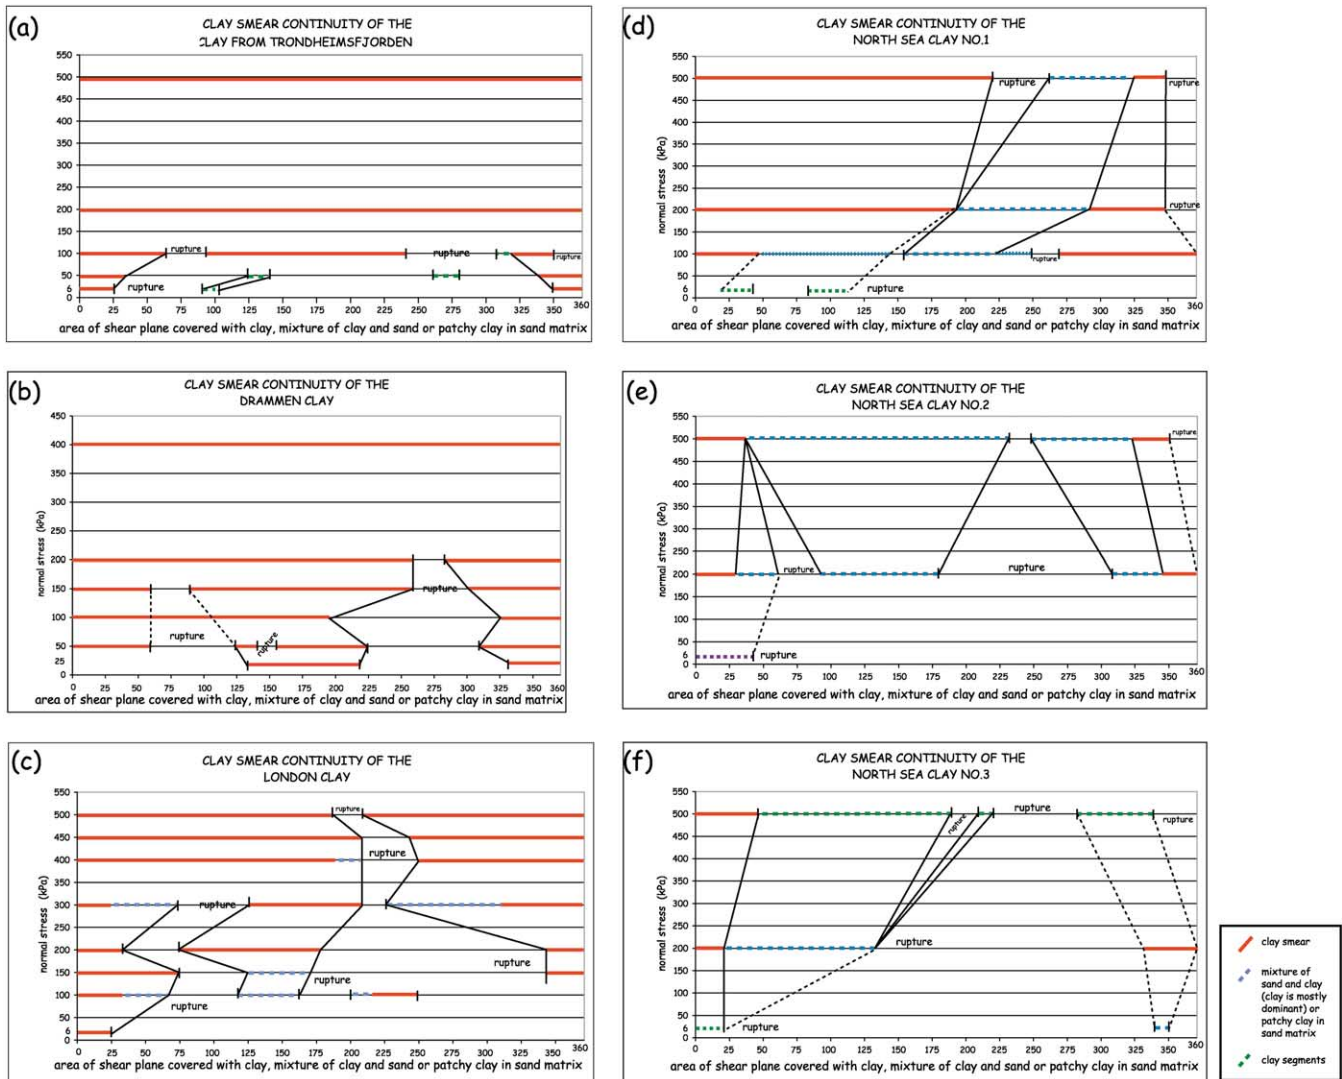 (a)
CLAY SMEAR CONTINUITY OF THE
CLAY FROM TRONDHEIMSFJORDEN
550
500
450
400
350
300
250
200
150
100
50
6
0
rupture
rupture
rupture
rupture
0 25 50 75 100 125 150 175 200 225 250 275 300 325 350 360
area of shear plane covered with clay, mixture of clay and sand or patchy clay in sand matrix
(b)
CLAY SMEAR CONTINUITY OF THE
DRAMMEN CLAY
normal stress (kPa)
450
400
350
300
250
200
150
100
50
25
0
rupture
rupture
rupture
0 25 50 75 100 125 150 175 200 225 250 275 300 325 350 360
area of shear plane covered with clay, mixture of clay and sand or patchy clay in sand matrix
(c)
CLAY SMEAR CONTINUITY OF THE
LONDON CLAY
normal stress (kPa)
550
500
450
400
350
300
250
200
150
100
50
6
0
rupture
rupture
rupture
rupture
rupture
rupture
0 25 50 75 100 125 150 175 200 225 250 275 300 325 350 360
area of shear plane covered with clay, mixture of clay and sand or patchy clay in sand matrix
(d)
CLAY SMEAR CONTINUITY OF THE
NORTH SEA CLAY NO.1
normal stress (kPa)
550
500
450
400
350
300
250
200
150
100
50
6
0
rupture
rupture
rupture
rupture
rupture
0 25 50 75 100 125 150 175 200 225 250 275 300 325 350 360
area of shear plane covered with clay, mixture of clay and sand or patchy clay in sand matrix
(e)
CLAY SMEAR CONTINUITY OF THE
NORTH SEA CLAY NO.2
normal stress (kPa)
550
500
450
400
350
300
250
200
150
100
50
6
0
rupture
rupture
rupture
rupture
0 25 50 75 100 125 150 175 200 225 250 275 300 325 350 360
area of shear plane covered with clay, mixture of clay and sand or patchy clay in sand matrix
(f)
CLAY SMEAR CONTINUITY OF THE
NORTH SEA CLAY NO.3
normal stress (kPa)
550
500
450
400
350
300
250
200
150
100
50
6
0
rupture
rupture
rupture
rupture
rupture
0 25 50 75 100 125 150 175 200 225 250 275 300 325 350 360
area of shear plane covered with clay, mixture of clay and sand or patchy clay in sand matrix
clay smear
mixture of
sand and clay
(clay is mostly
dominant) or
patchy clay in
sand matrix
clay segments